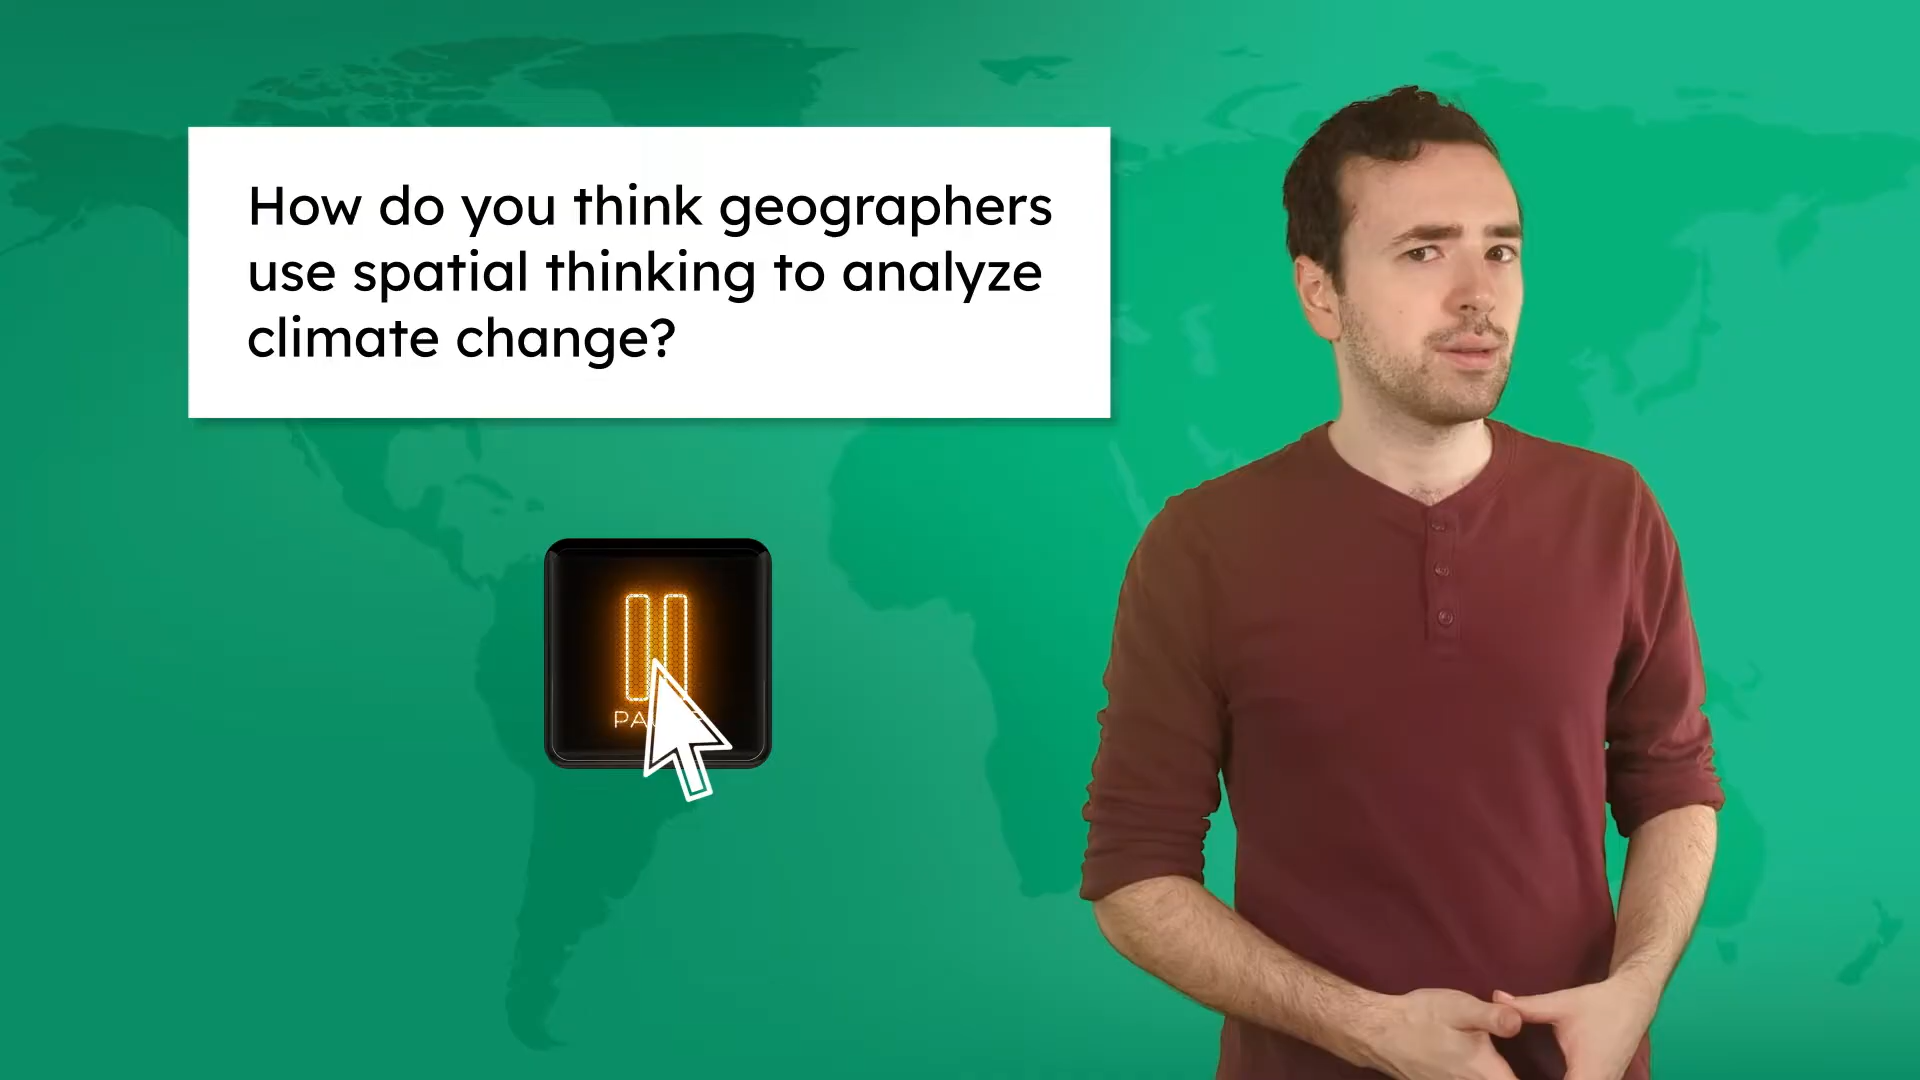 How do you think geographers
use spatial thinking to analyze
climate change?